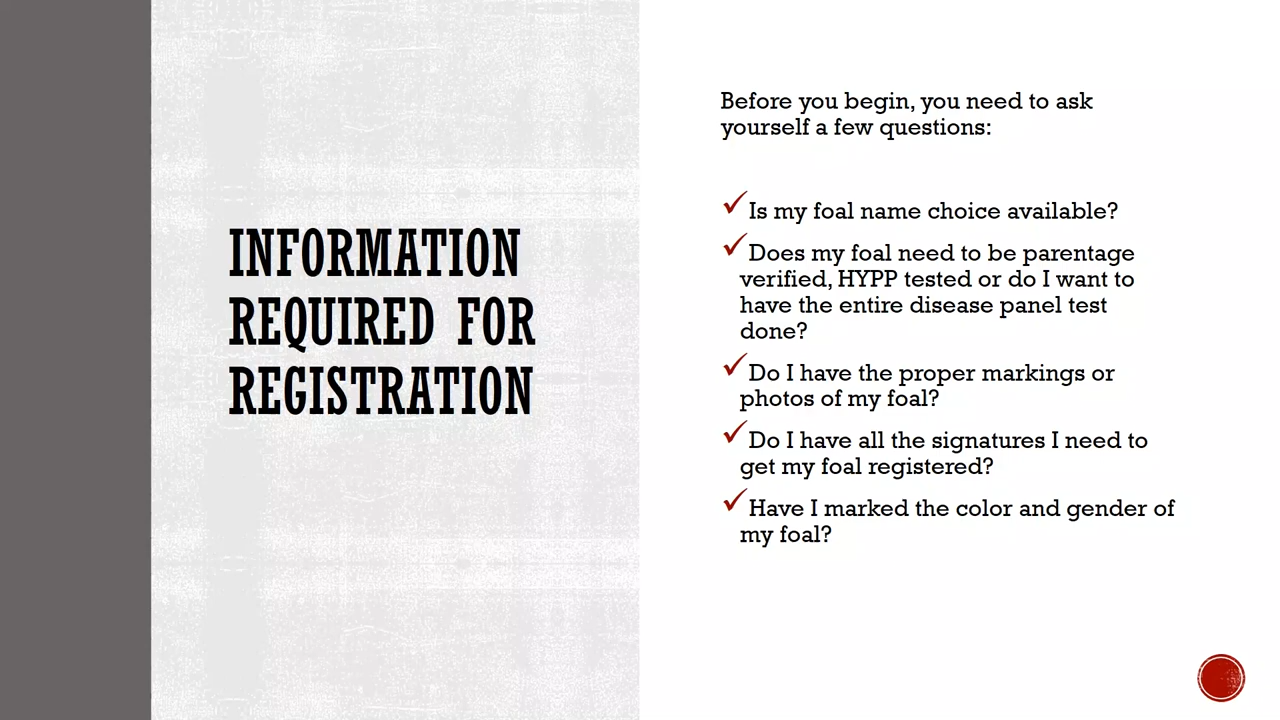 INFORMATION
REQUIRED FOR
REGISTRATION
Before you begin, you need to ask
yourself a few questions:
✓Is my foal name choice available?
✓Does my foal need to be parentage
verified, HYPP tested or do I want to
have the entire disease panel test
done?
✓Do I have the proper markings or
photos of my foal?
✓Do I have all the signatures I need to
get my foal registered?
✓Have I marked the color and gender of
my foal?